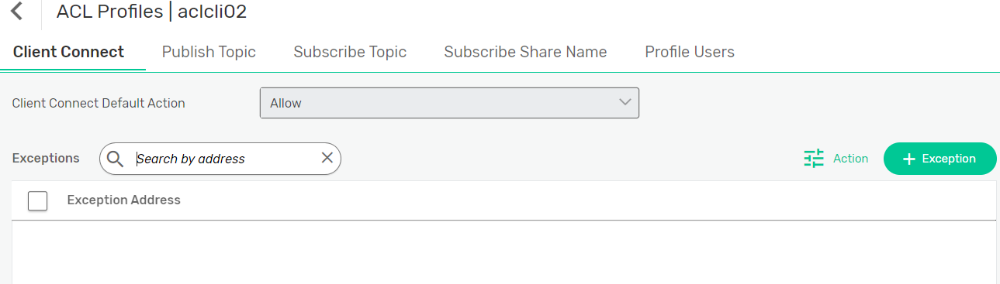 ACL Profiles | aclcli02
Client Connect Publish Topic Subscribe Topic Subscribe Share Name Profile Users
Client Connect Default Action Allow
Exceptions Search by address Action + Exception
Exception Address